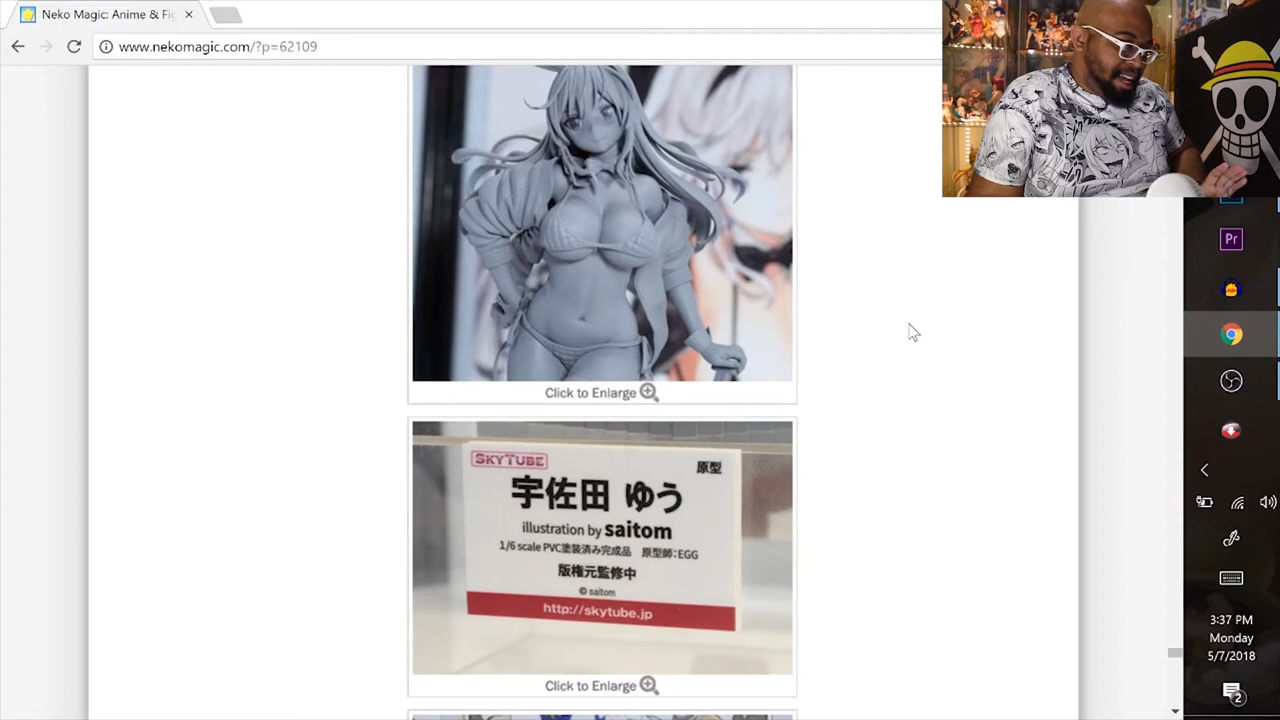 Neko Magic: Anime & Fig
www.nekomagic.com/?p=62109
Click to Enlarge
SKYTUBE
原型
宇佐田 ゆう
illustration by saitom
1/6 scale PVC塗装済み完成品 原型師:EGG
版権元監修中
© saitom
http://skytube.jp
Click to Enlarge
Pr
3:37 PM
Monday
5/7/2018
2